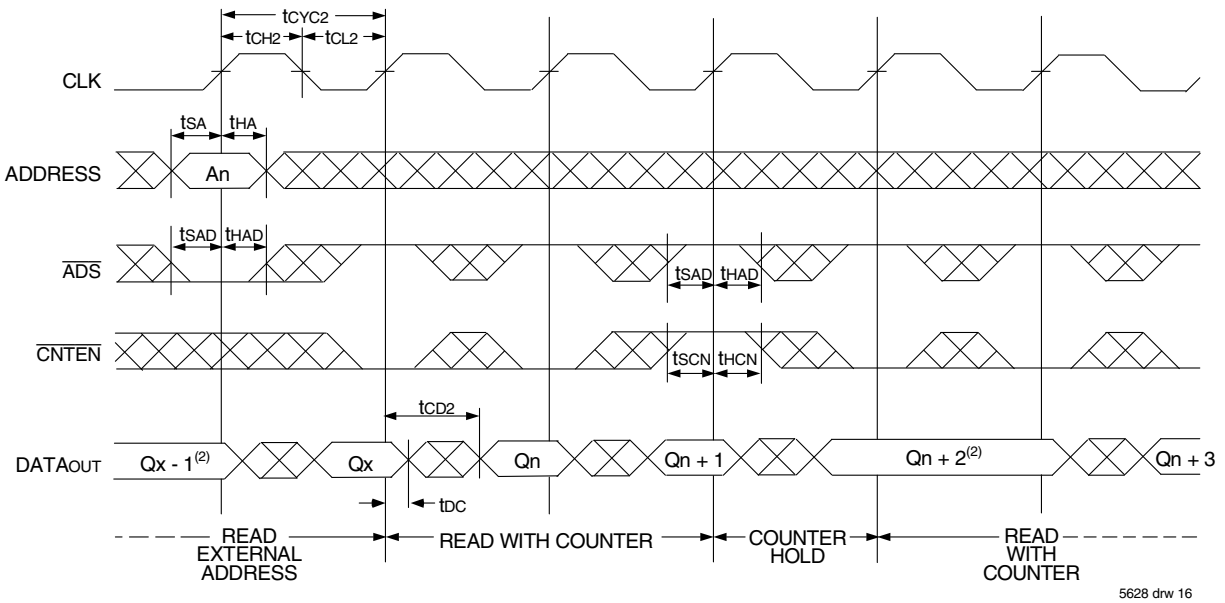 tCYC2
tCH2 tCL2
CLK
tSA tHA
ADDRESS An
tSAD tHAD
ADS tSAD tHAD
CNTEN
tSCN tHCN
tCD2
DATAOUT Qx - 1(2) Qx Qn Qn + 1 Qn + 2(2) Qn + 3
tDC
READ EXTERNAL ADDRESS
READ WITH COUNTER
COUNTER HOLD
READ WITH COUNTER
5628 drw 16